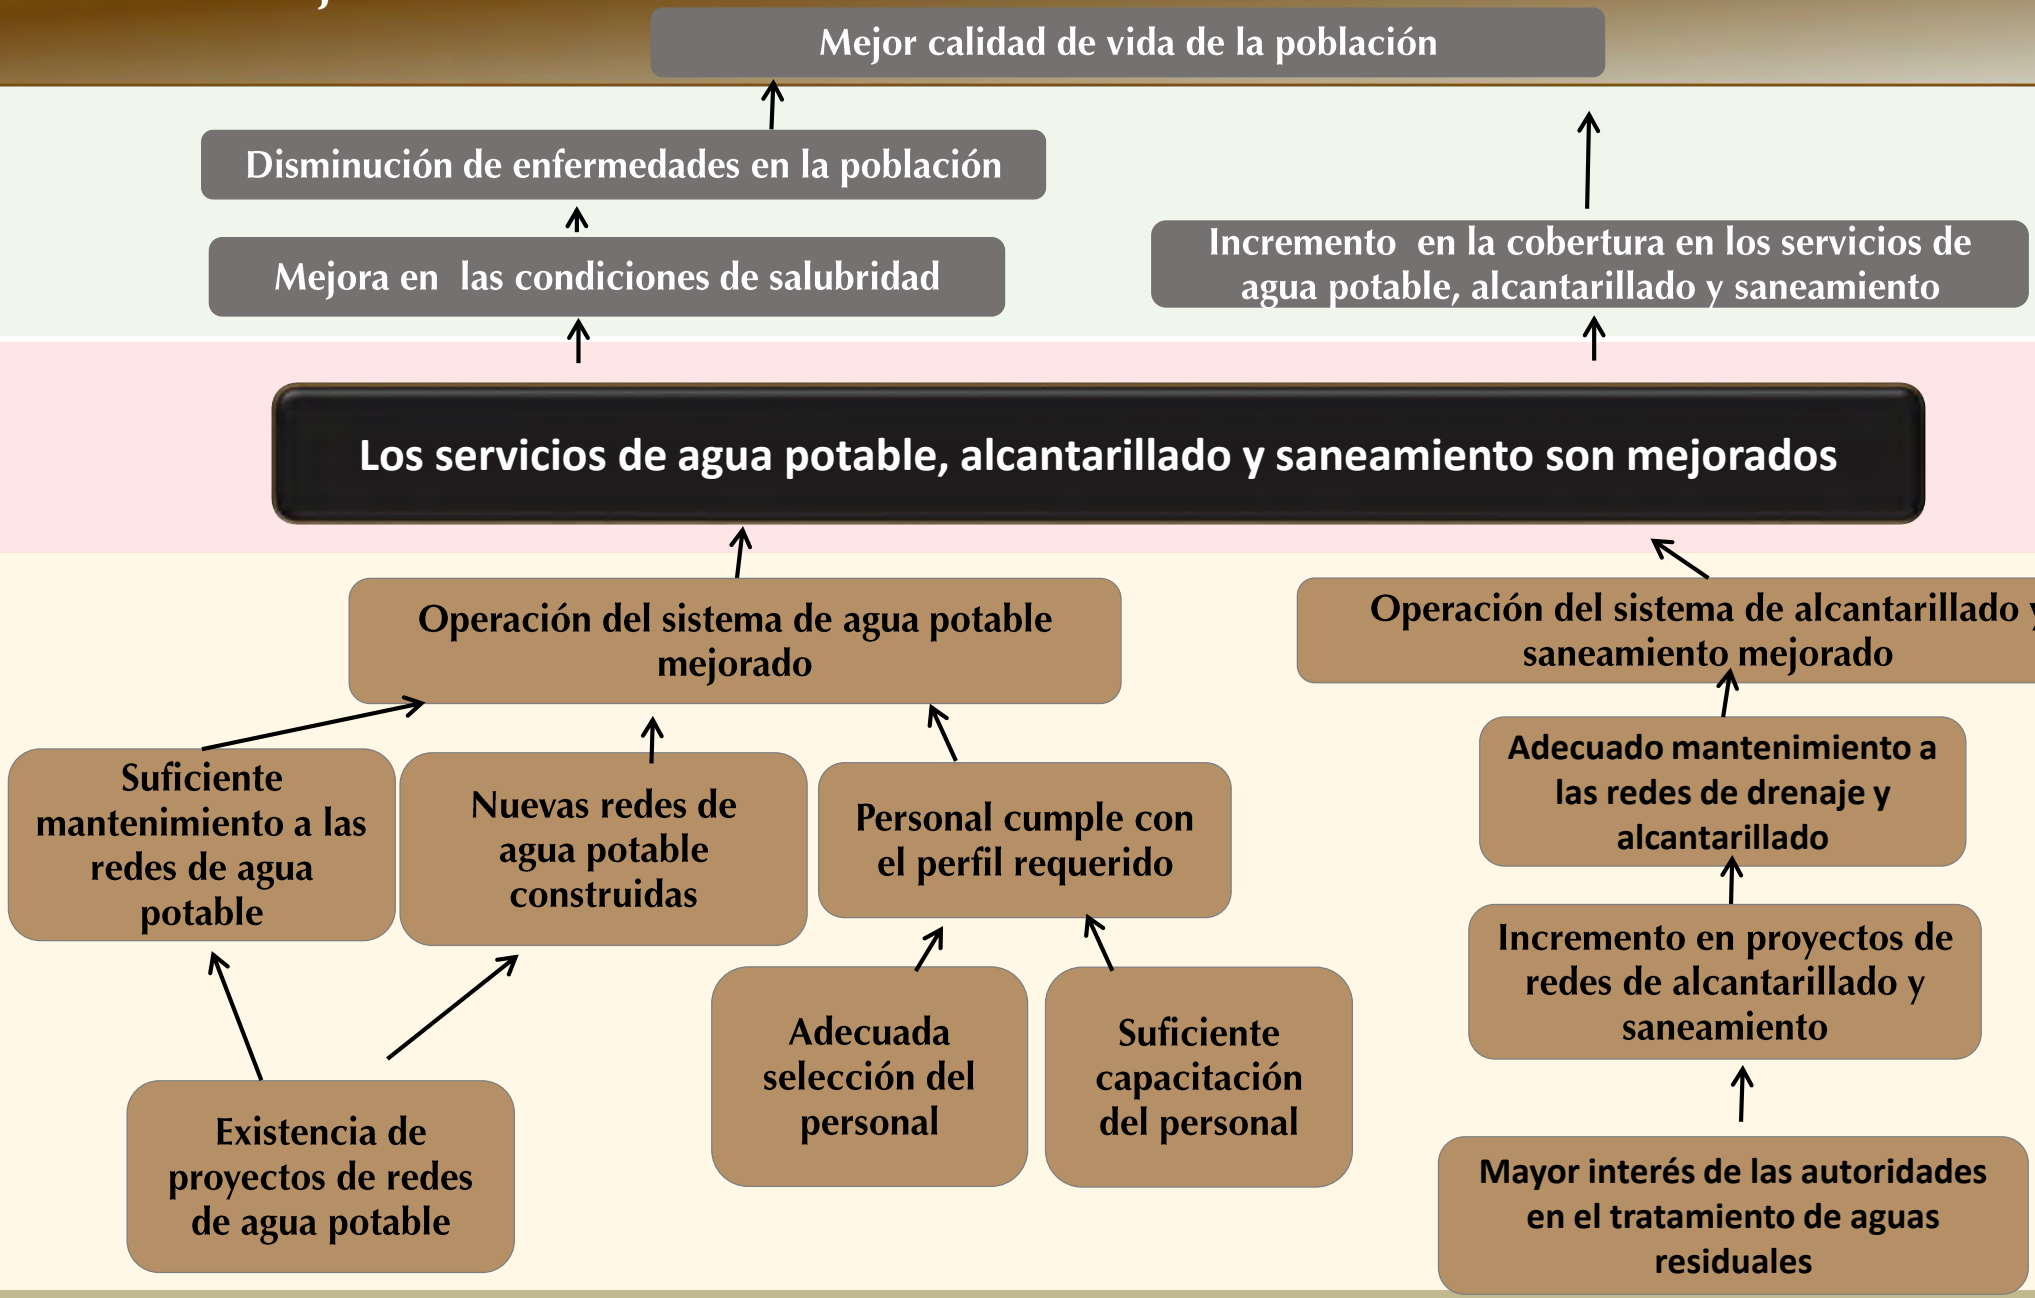 Mejor calidad de vida de la población
Disminución de enfermedades en la población
Mejora en las condiciones de salubridad
Incremento en la cobertura en los servicios de
agua potable, alcantarillado y saneamiento
Los servicios de agua potable, alcantarillado y saneamiento son mejorados
Operación del sistema de agua potable
mejorado
Operación del sistema de alcantarillado y
saneamiento mejorado
Suficiente
mantenimiento a las
redes de agua
potable
Nuevas redes de
agua potable
construidas
Personal cumple con
el perfil requerido
Adecuado mantenimiento a
las redes de drenaje y
alcantarillado
Incremento en proyectos de
redes de alcantarillado y
saneamiento
Adecuada
selección del
personal
Suficiente
capacitación
del personal
Existencia de
proyectos de redes
de agua potable
Mayor interés de las autoridades
en el tratamiento de aguas
residuales